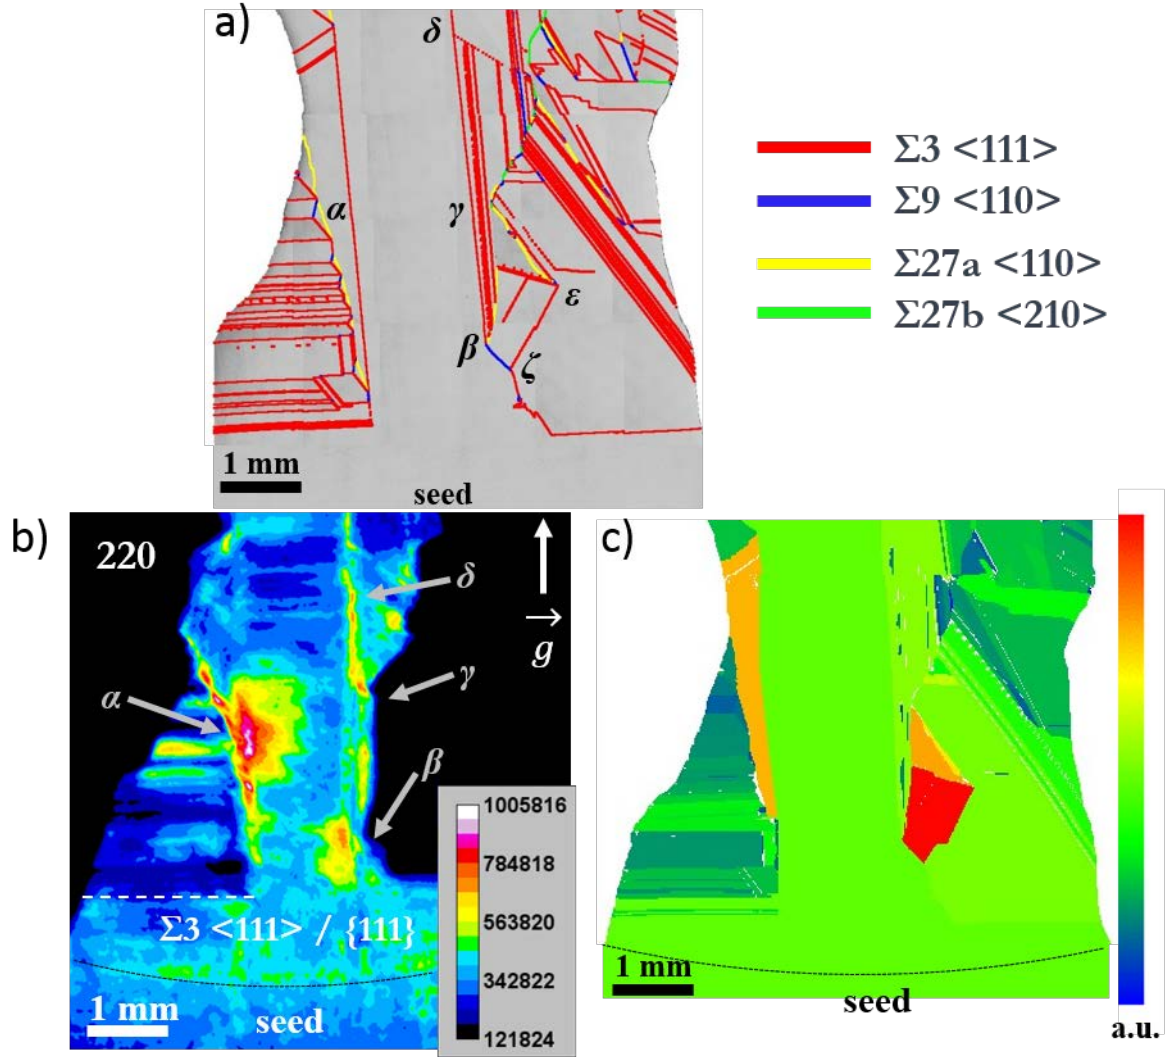 a)
δ
Σ3 <111>
Σ9 <110>
α
γ
Σ27a <110>
ε
Σ27b <210>
β
ζ
1 mm
seed
b)
220
g
δ
α
γ
β
1005816
784818
563820
342822
121824
Σ3 <111> / {111}
1 mm
seed
c)
1 mm
seed
a.u.